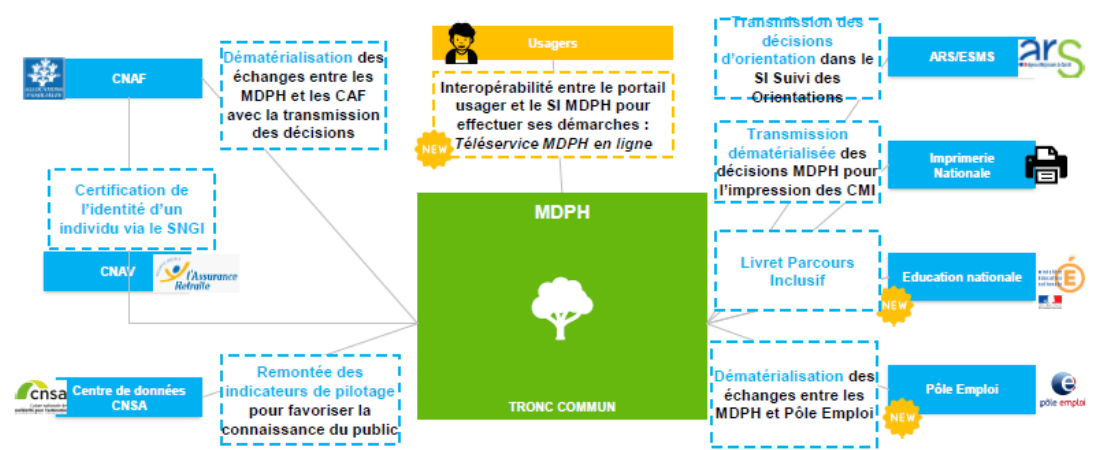 CNAF
Dématérialisation des
échanges entre les
MDPH et les CAF
avec la transmission
des décisions
Certification de
l'identité d'un
individu via le SNGI
CNAV
l'Assurance
Retraite
cnsa
Centre de données
CNSA
Remontée des
indicateurs de pilotage
pour favoriser la
connaissance du public
Usagers
Interopérabilité entre le portail
usager et le SI MDPH pour
effectuer ses démarches :
Téléservice MDPH en ligne
NEW
MDPH
TRONC COMMUN
Transmission des
décisions
d'orientation dans le
SI Suivi des
Orientations
ARS/ESMS
ars
Transmission
dématérialisée des
décisions MDPH pour
l'impression des CMI
Imprimerie
Nationale
Livret Parcours
Inclusif
Education nationale
NEW
Dématérialisation des
échanges entre les
MDPH et Pôle Emploi
Pôle Emploi
NEW
pôle emploi